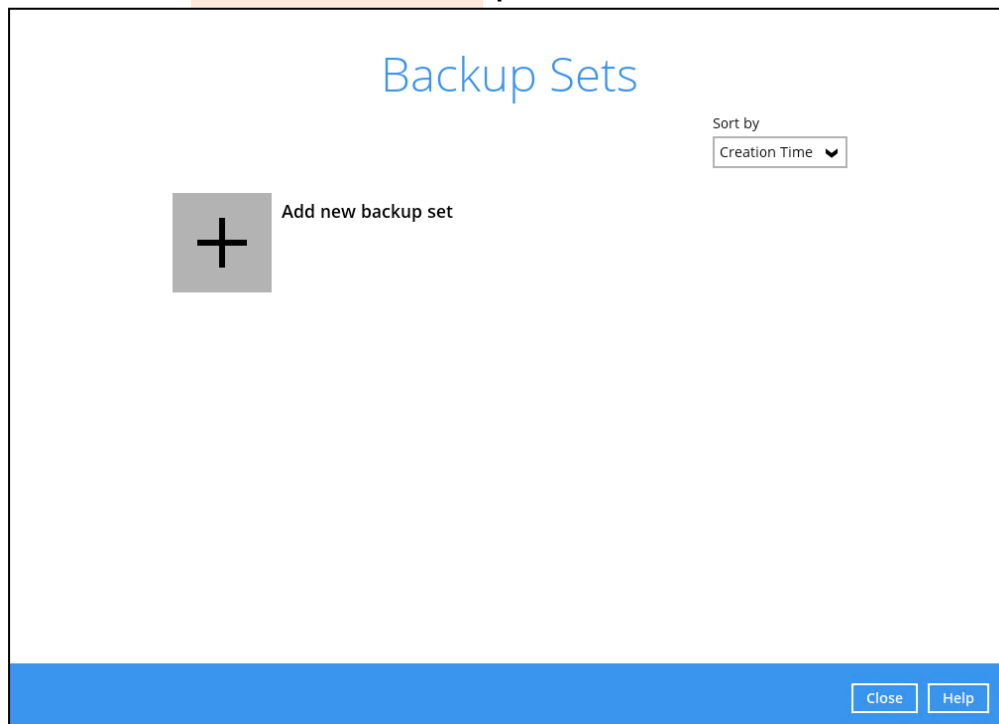 Backup Sets
Sort by
Creation Time
Add new backup set
Close
Help